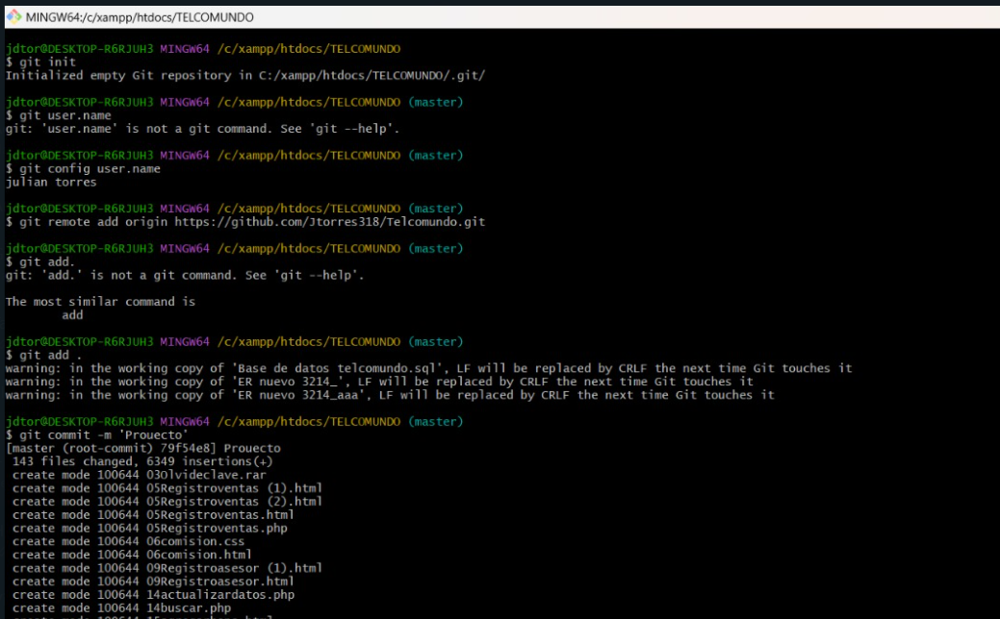 MINGW64:/c/xampp/htdocs/TELCOMUNDO
jdtor@DESKTOP-R6RJUH3 MINGW64 /c/xampp/htdocs/TELCOMUNDO
$ git init
Initialized empty Git repository in C:/xampp/htdocs/TELCOMUNDO/.git/
jdtor@DESKTOP-R6RJUH3 MINGW64 /c/xampp/htdocs/TELCOMUNDO (master)
$ git user.name
git: 'user.name' is not a git command. See 'git --help'.
jdtor@DESKTOP-R6RJUH3 MINGW64 /c/xampp/htdocs/TELCOMUNDO (master)
$ git config user.name
julian torres
jdtor@DESKTOP-R6RJUH3 MINGW64 /c/xampp/htdocs/TELCOMUNDO (master)
$ git remote add origin https://github.com/Jtorres318/Telcomundo.git
jdtor@DESKTOP-R6RJUH3 MINGW64 /c/xampp/htdocs/TELCOMUNDO (master)
$ git add.
git: 'add.' is not a git command. See 'git --help'.
The most similar command is
add
jdtor@DESKTOP-R6RJUH3 MINGW64 /c/xampp/htdocs/TELCOMUNDO (master)
$ git add .
warning: in the working copy of 'Base de datos telcomundo.sql', LF will be replaced by CRLF the next time Git touches it
warning: in the working copy of 'ER nuevo 3214_', LF will be replaced by CRLF the next time Git touches it
warning: in the working copy of 'ER nuevo 3214_aaa', LF will be replaced by CRLF the next time Git touches it
jdtor@DESKTOP-R6RJUH3 MINGW64 /c/xampp/htdocs/TELCOMUNDO (master)
$ git commit -m 'Prouecto'
[master (root-commit) 79f54e8] Prouecto
143 files changed, 6349 insertions(+)
create mode 100644 03Olvideclave.rar
create mode 100644 05Registroventas (1).html
create mode 100644 05Registroventas (2).html
create mode 100644 05Registroventas.html
create mode 100644 05Registroventas.php
create mode 100644 06comision.css
create mode 100644 06comision.html
create mode 100644 09Registroasesor (1).html
create mode 100644 09Registroasesor.html
create mode 100644 14actualizardatos.php
create mode 100644 14buscar.php
create mode 100644